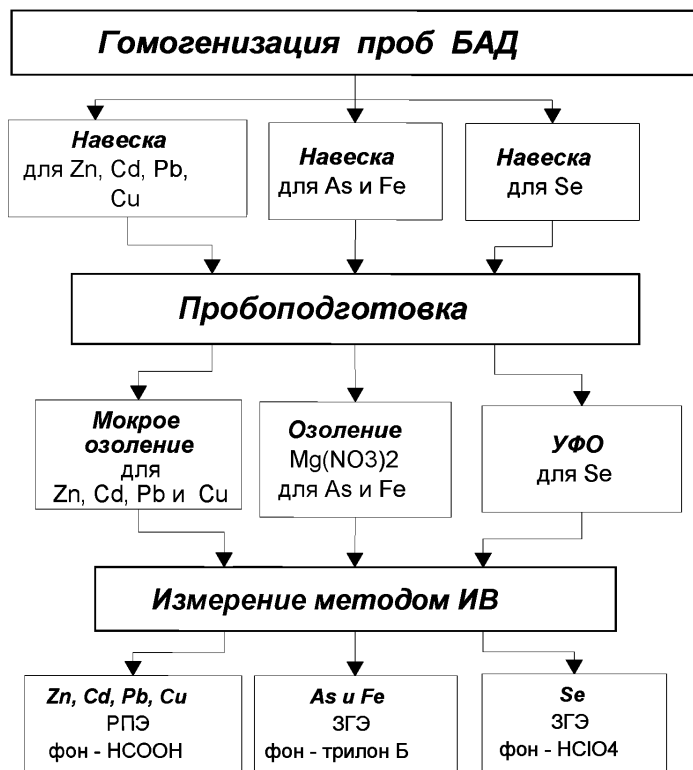 Гомогенизация проб БАД
Навеска
для Zn, Cd, Pb,
Cu
Навеска
для As и Fe
Навеска
для Se
Пробоподготовка
Мокрое
озоление
для
Zn, Cd, Pb и Cu
Озоление
Mg(NO3)2
для As и Fe
УФО
для Se
Измерение методом ИВ
Zn, Cd, Pb, Cu
РПЭ
фон - HCOOH
As и Fe
ЗГЭ
фон - трилон Б
Se
ЗГЭ
фон - HClO4